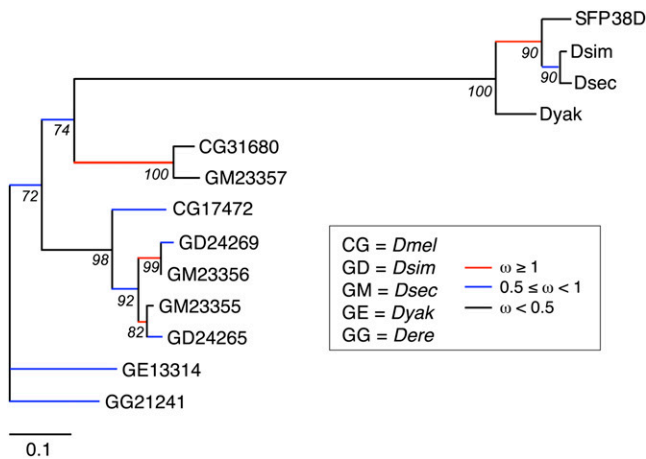 SFP38D
90
Dsim
90
Dsec
100
Dyak
74
CG31680
100
GM23357
72
CG17472
98
GD24269
99
GM23356
92
GM23355
82
GD24265
GE13314
GG21241
0.1
CG = Dmel
GD = Dsim
GM = Dsec
GE = Dyak
GG = Dere
ω ≥ 1
0.5 ≤ ω < 1
ω < 0.5